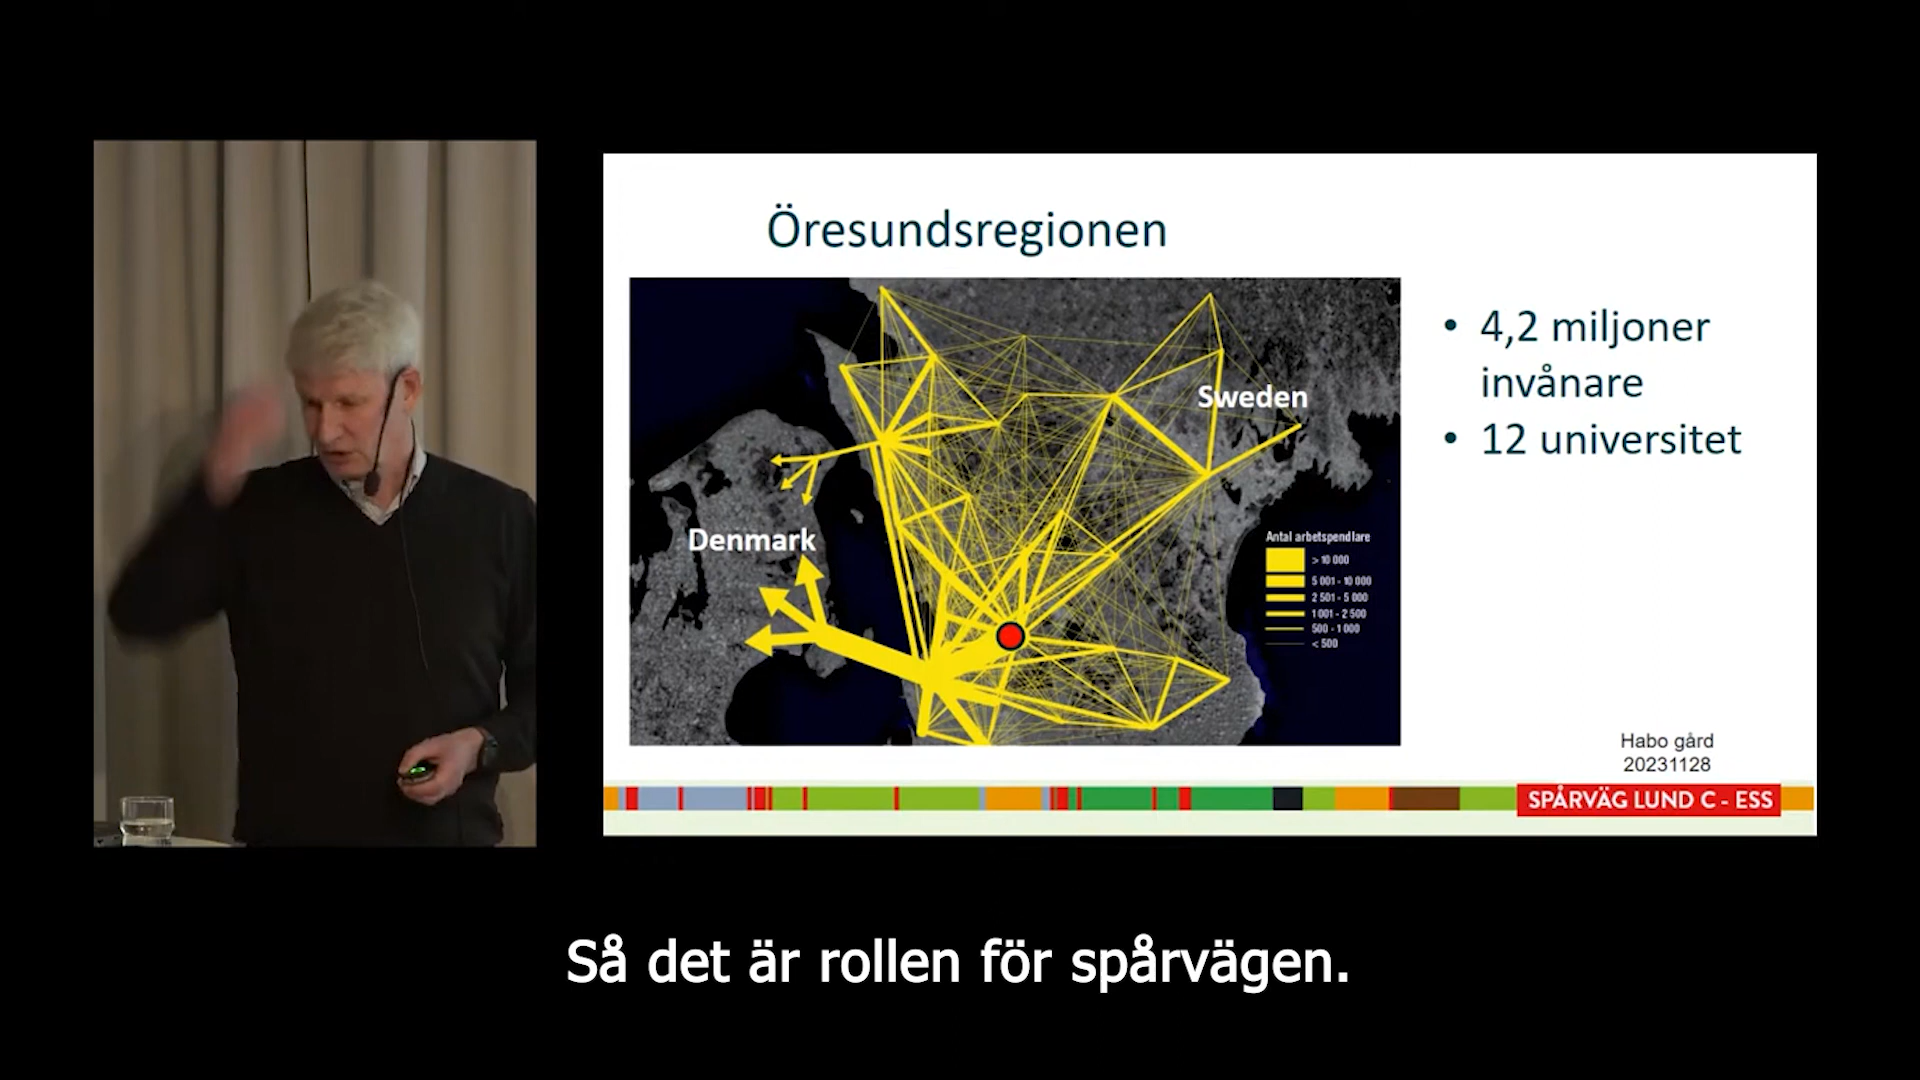 Öresundsregionen
• 4,2 miljoner
invånare
• 12 universitet
Sweden
Denmark
Antal arbetspendlare
> 10 000
5 001 - 10 000
2 501 - 5 000
1 001 - 2 500
500 - 1 000
< 500
Habo gård
20231128
SPÅRVÄG LUND C - ESS
Så det är rollen för spårvägen.